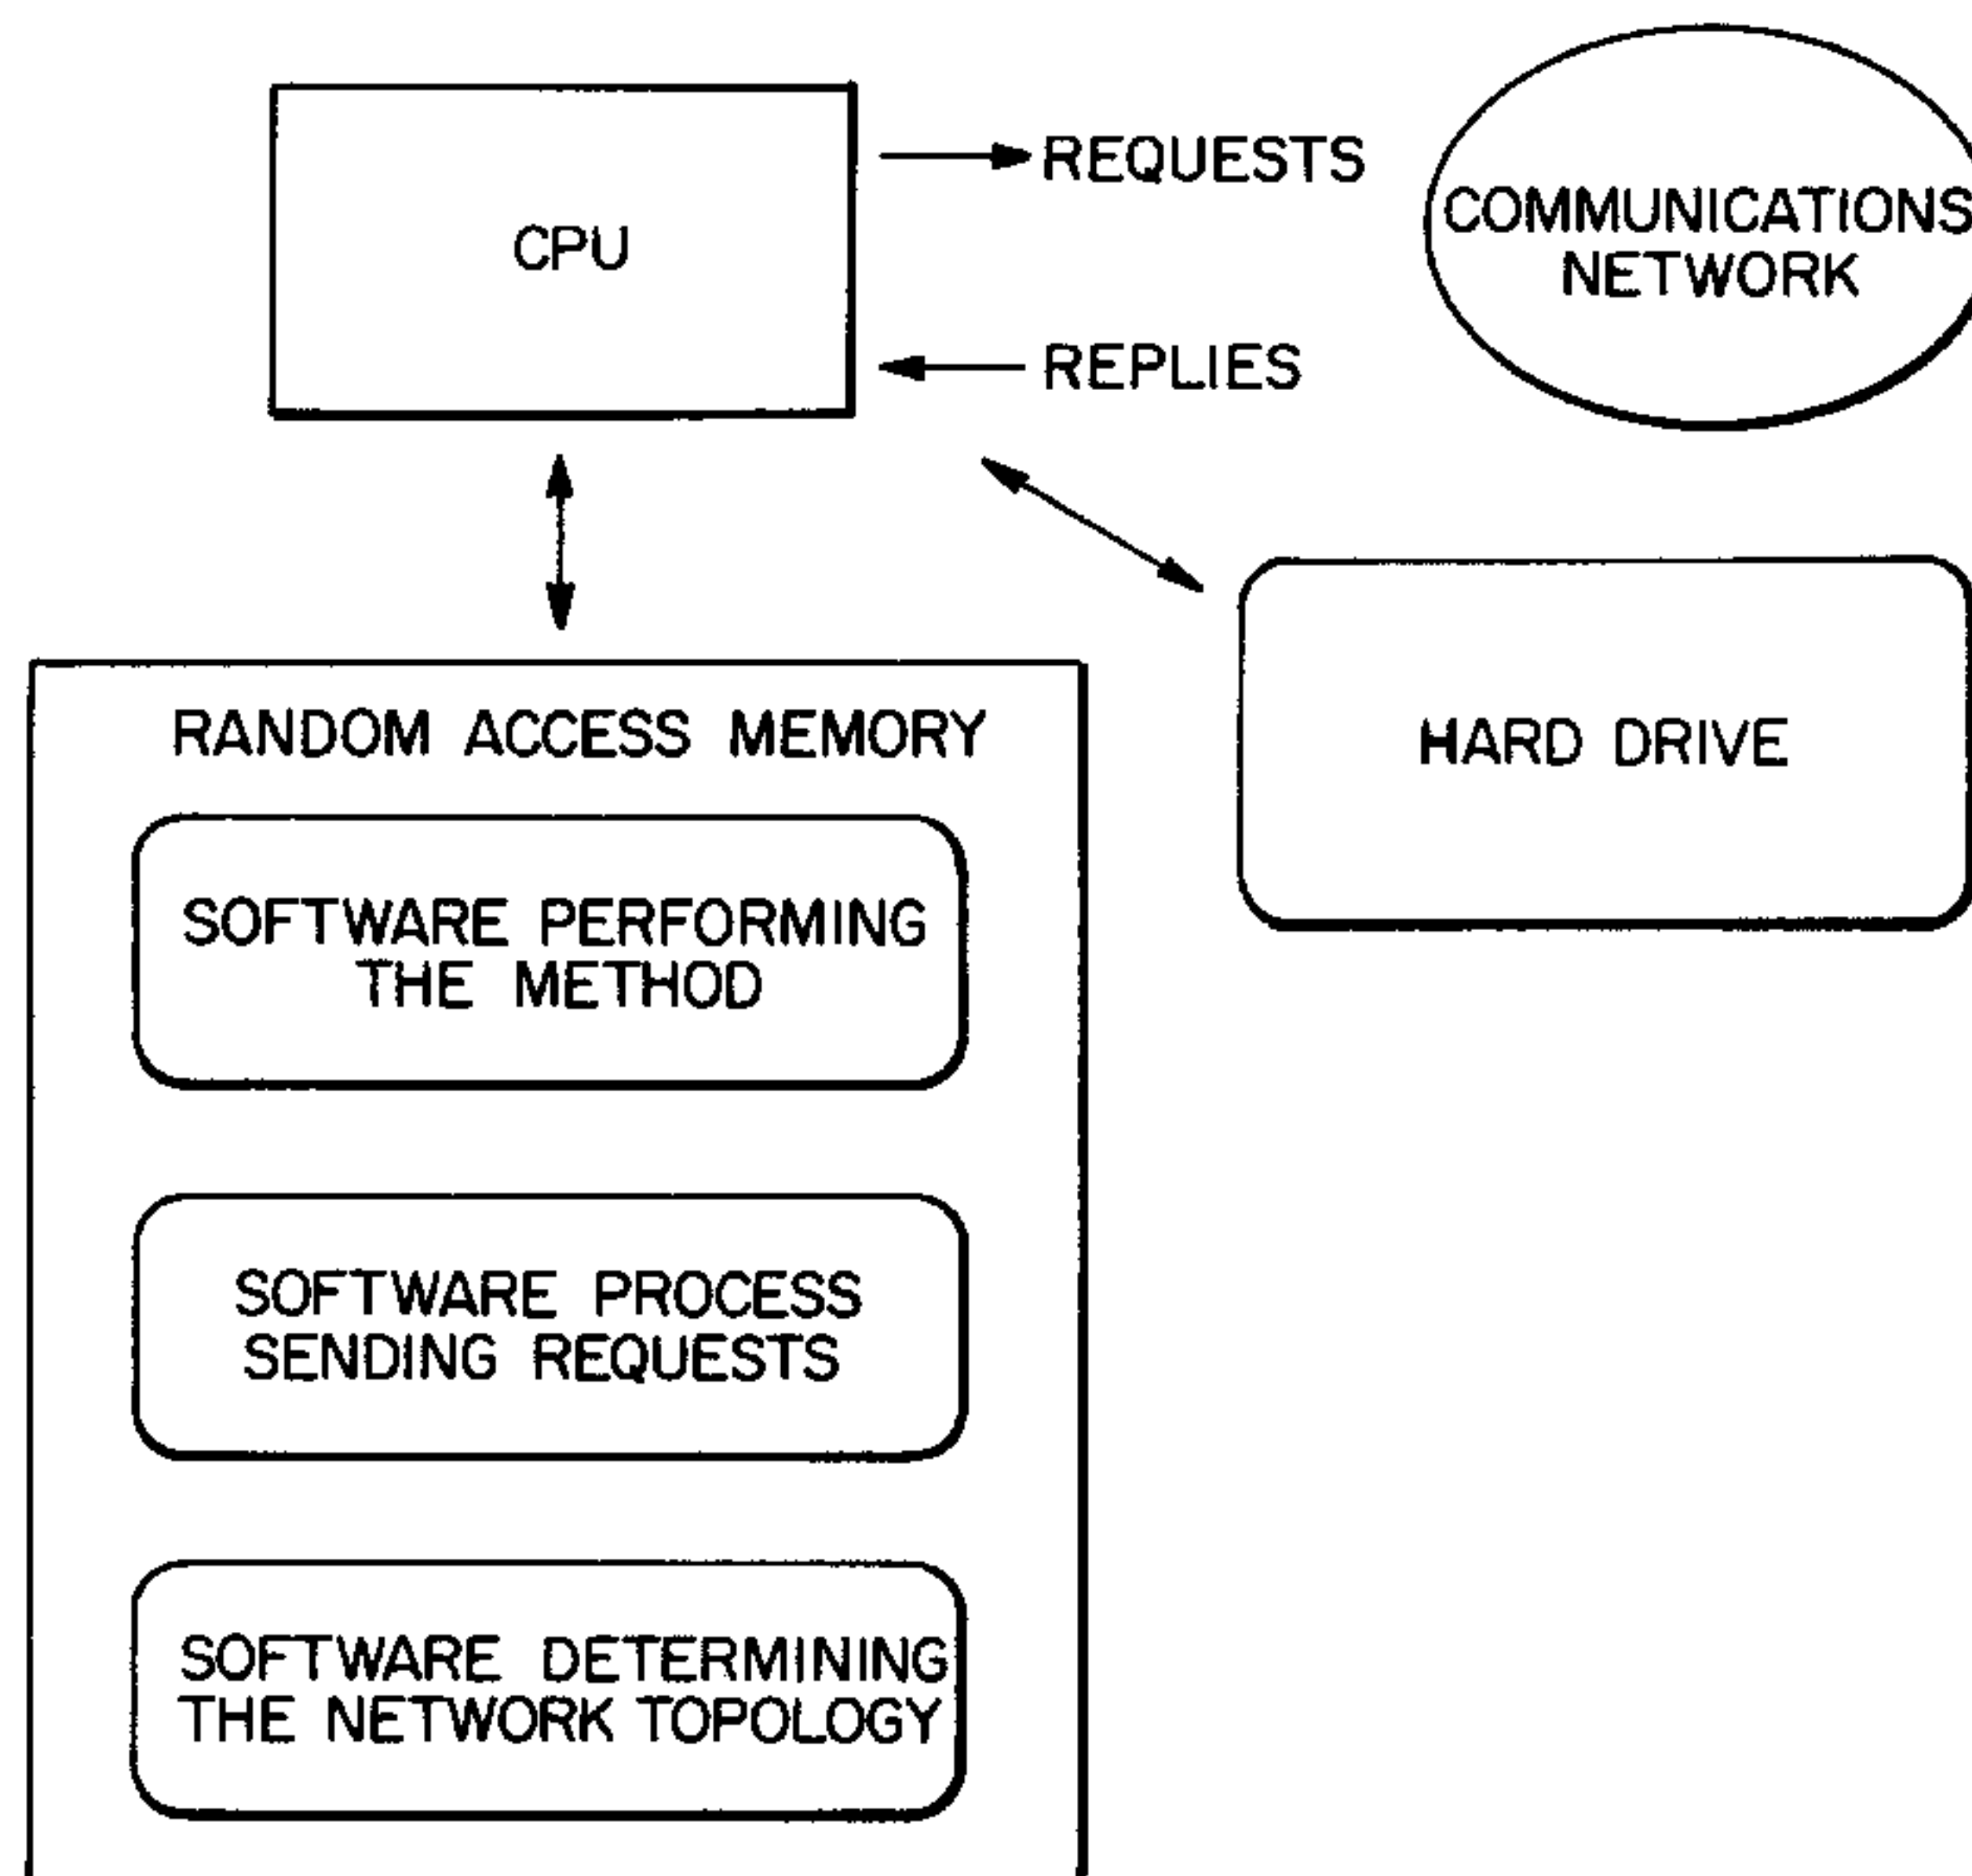 CPU
REQUESTS
REPLIES
COMMUNICATIONS
NETWORK
RANDOM ACCESS MEMORY
SOFTWARE PERFORMING
THE METHOD
SOFTWARE PROCESS
SENDING REQUESTS
SOFTWARE DETERMINING
THE NETWORK TOPOLOGY
HARD DRIVE